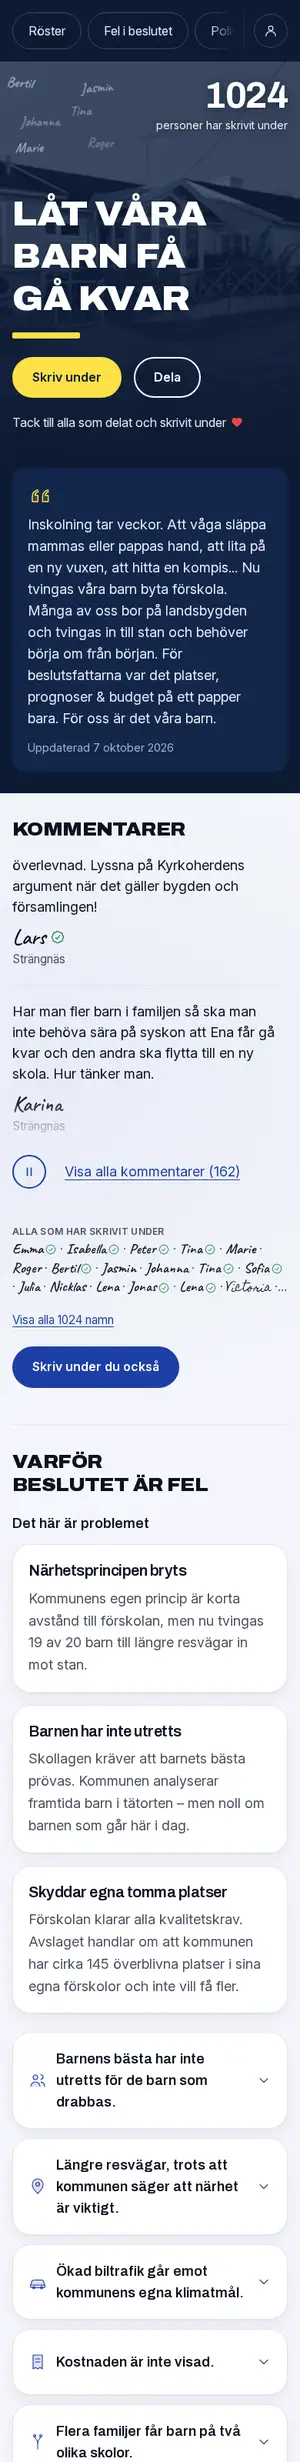 Röster
Fel i beslutet
1024
personer har skrivit under
Bertil
Jasmin
Tina
Johanna
Roger
Marie
LÅT VÅRA
BARN FÅ
GÅ KVAR
Skriv under
Dela
Tack till alla som delat och skrivit under ❤️
Inskolning tar veckor. Att våga släppa
mammas eller pappas hand, att lita på
en ny vuxen, att hitta en kompis... Nu
tvingas våra barn byta förskola.
Många av oss bor på landsbygden
och tvingas in till stan och behöver
börja om från början. För
beslutsfattarna var det platser,
prognoser & budget på ett papper
bara. För oss är det våra barn.
Uppdaterad 7 oktober 2026
KOMMENTARER
överlevnad. Lyssna på Kyrkoherdens
argument när det gäller bygden och
församlingen!
Lars
Strängnäs
Har man fler barn i familjen så ska man
inte behöva sära på syskon att Ena får gå
kvar och den andra ska flytta till en ny
skola. Hur tänker man.
Karina
Strängnäs
Visa alla kommentarer (162)
ALLA SOM HAR SKRIVIT UNDER
Emma · Isabella · Peter · Tina · Marie ·
Roger · Bertil · Jasmin · Johanna · Tina · Sofia
· Julia · Nicklas · Lena · Jonas · Lena · Victoria ·...
Visa alla 1024 namn
Skriv under du också
VARFÖR
BESLUTET ÄR FEL
Det här är problemet
Närhetsprincipen bryts
Kommunens egen princip är korta
avstånd till förskolan, men nu tvingas
19 av 20 barn till längre resvägar in
mot stan.
Barnen har inte utretts
Skollagen kräver att barnets bästa
prövas. Kommunen analyserar
framtida barn i tätorten – men noll om
barnen som går här i dag.
Skyddar egna tomma platser
Förskolan klarar alla kvalitetskrav.
Avslaget handlar om att kommunen
har cirka 145 överblivna platser i sina
egna förskolor och inte vill få fler.
Barnens bästa har inte
utretts för de barn som
drabbas.
Längre resvägar, trots att
kommunen säger att närhet
är viktigt.
Ökad biltrafik går emot
kommunens egna klimatmål.
Kostnaden är inte visad.
Flera familjer får barn på två
olika skolor.